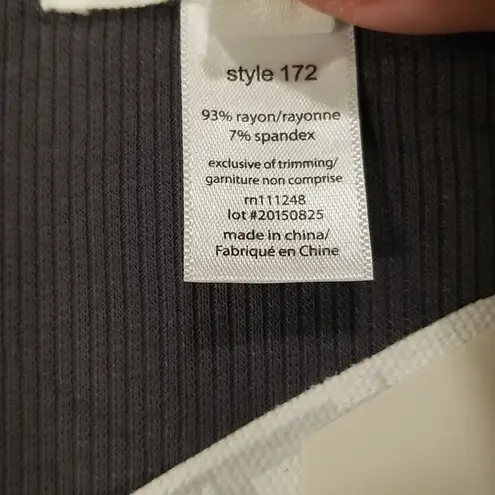 style 172
93% rayon/rayonne
7% spandex
exclusive of trimming/
garniture non comprise
rn111248
lot #20150825
made in china/
Fabriqué en Chine